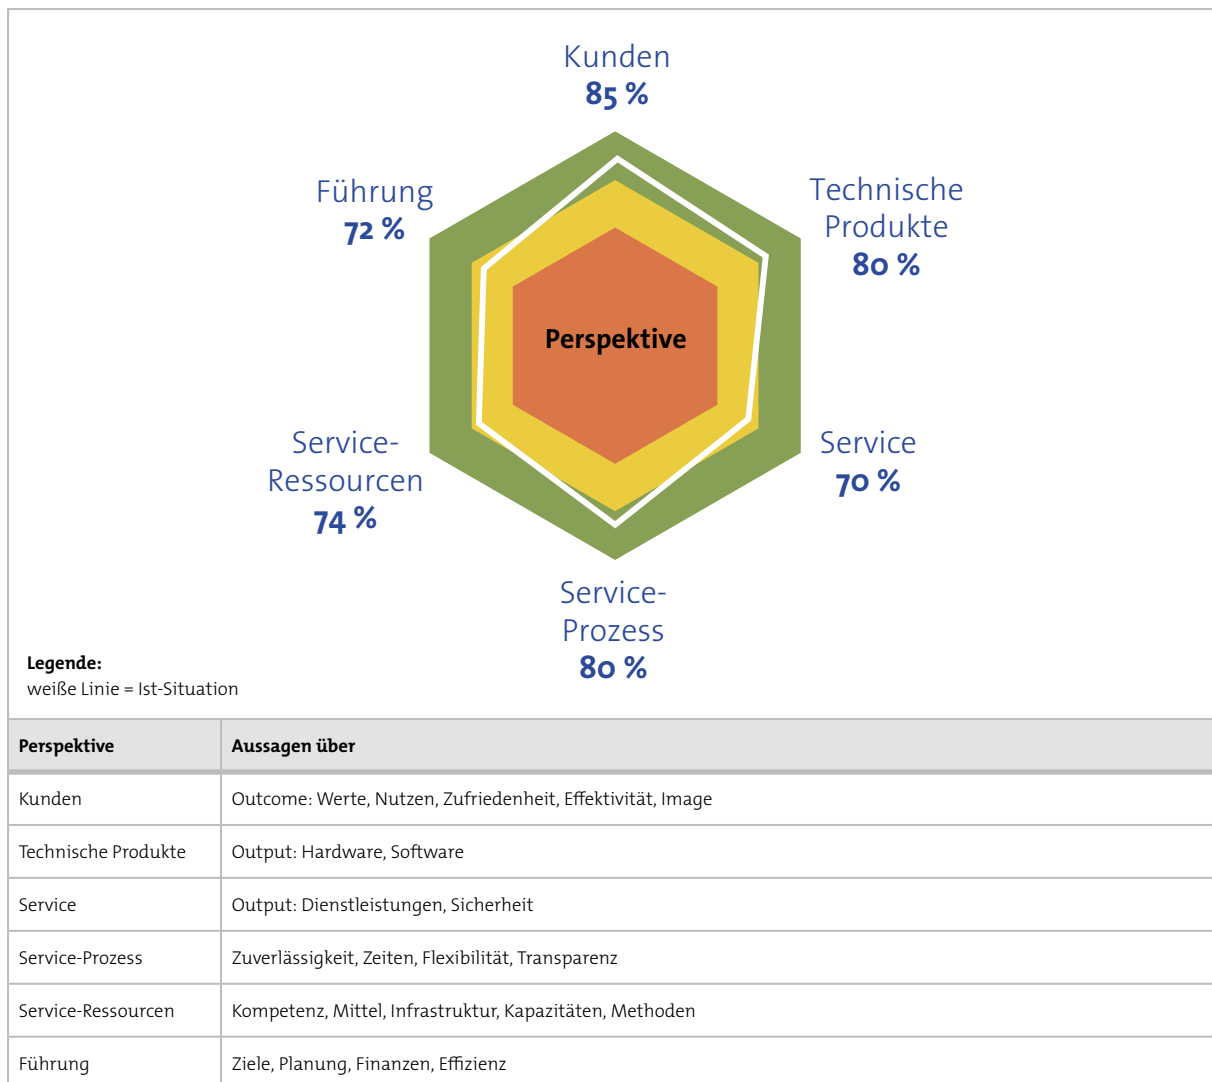 Kunden
85 %
Führung
72 %
Technische
Produkte
80 %
Perspektive
Service-
Ressourcen
74 %
Service
70 %
Service-
Prozess
80 %
Legende:
weiße Linie = Ist-Situation
Perspektive Aussagen über
Kunden Outcome: Werte, Nutzen, Zufriedenheit, Effektivität, Image
Technische Produkte Output: Hardware, Software
Service Output: Dienstleistungen, Sicherheit
Service-Prozess Zuverlässigkeit, Zeiten, Flexibilität, Transparenz
Service-Ressourcen Kompetenz, Mittel, Infrastruktur, Kapazitäten, Methoden
Führung Ziele, Planung, Finanzen, Effizienz